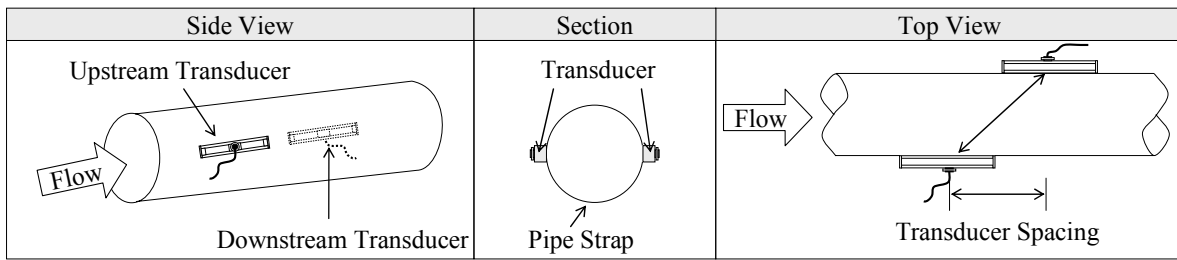 Side View
Section
Top View
Upstream Transducer
Flow
Downstream Transducer
Transducer
Pipe Strap
Flow
Transducer Spacing